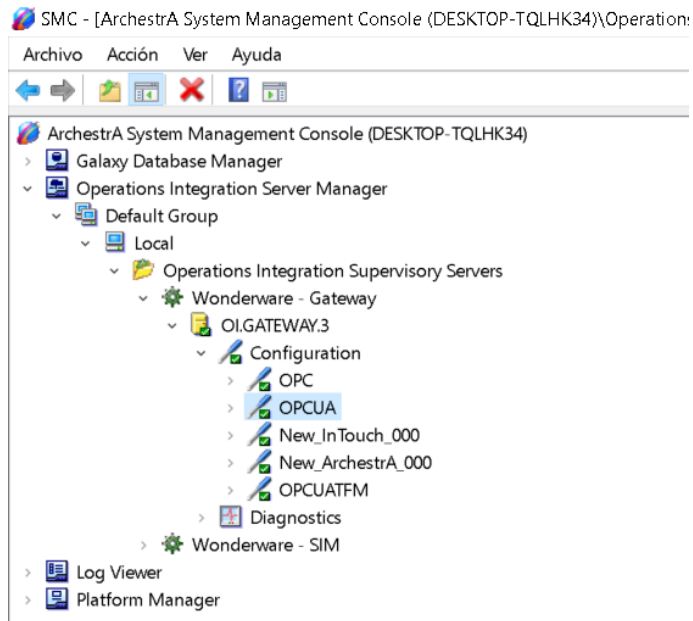 SMC - [ArchestrA System Management Console (DESKTOP-TQLHK34)\Operations
Archivo Acción Ver Ayuda
ArchestrA System Management Console (DESKTOP-TQLHK34)
Galaxy Database Manager
Operations Integration Server Manager
Default Group
Local
Operations Integration Supervisory Servers
Wonderware - Gateway
OI.GATEWAY.3
Configuration
OPC
OPCUA
New_InTouch_000
New_ArchestrA_000
OPCUATFM
Diagnostics
Wonderware - SIM
Log Viewer
Platform Manager